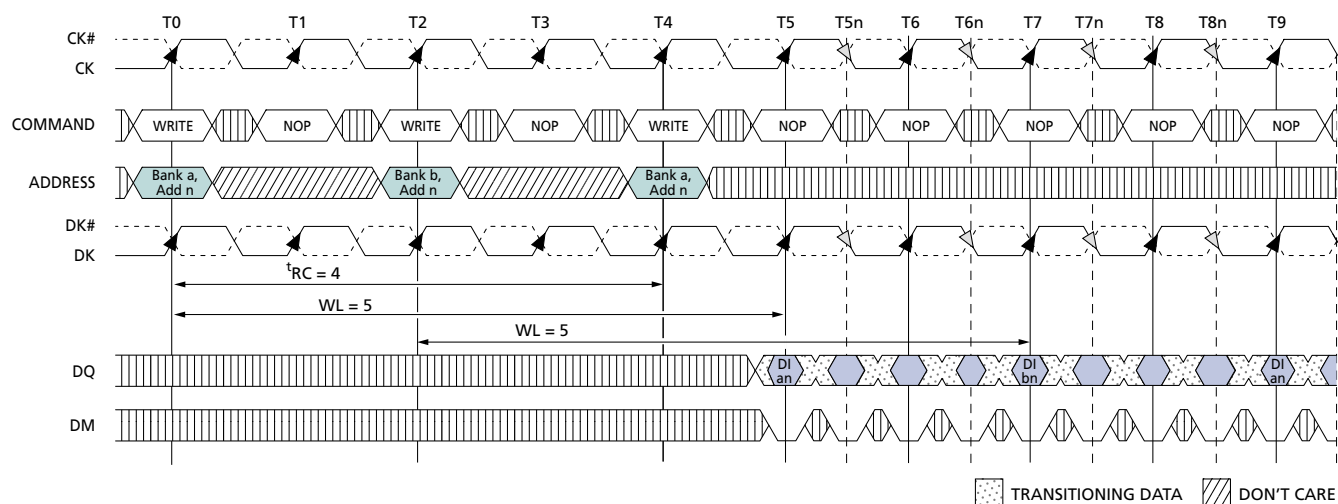 T0 T1 T2 T3 T4 T5 T5n T6 T6n T7 T7n T8 T8n T9
CK#
CK
COMMAND WRITE NOP WRITE NOP WRITE NOP NOP NOP NOP NOP
ADDRESS Bank a, Add n Bank b, Add n Bank a, Add n
DK#
DK
tRC = 4
WL = 5
WL = 5
DQ DI an DI bn DI an
DM
TRANSITIONING DATA DON'T CARE